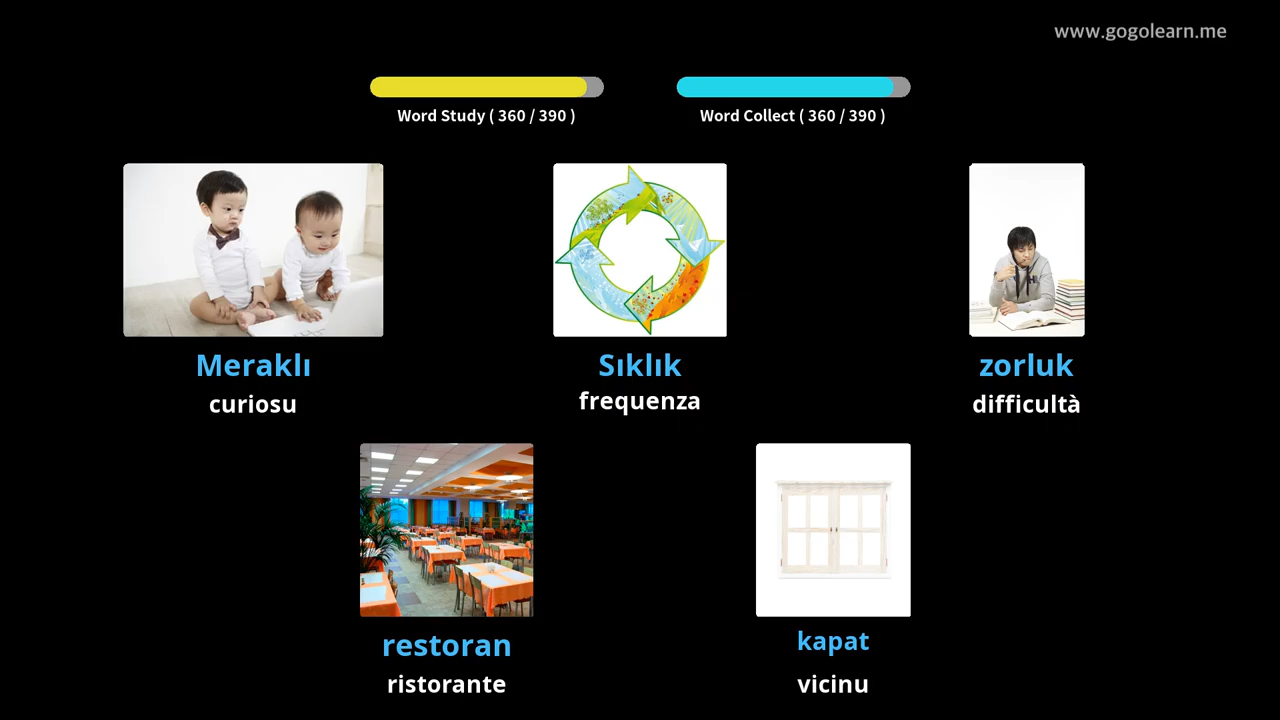 www.gogolearn.me
Word Study ( 360 / 390 )
Word Collect ( 360 / 390 )
Meraklı
curiosu
Sıklık
frequenza
zorluk
difficultà
restoran
ristorante
kapat
vicinu